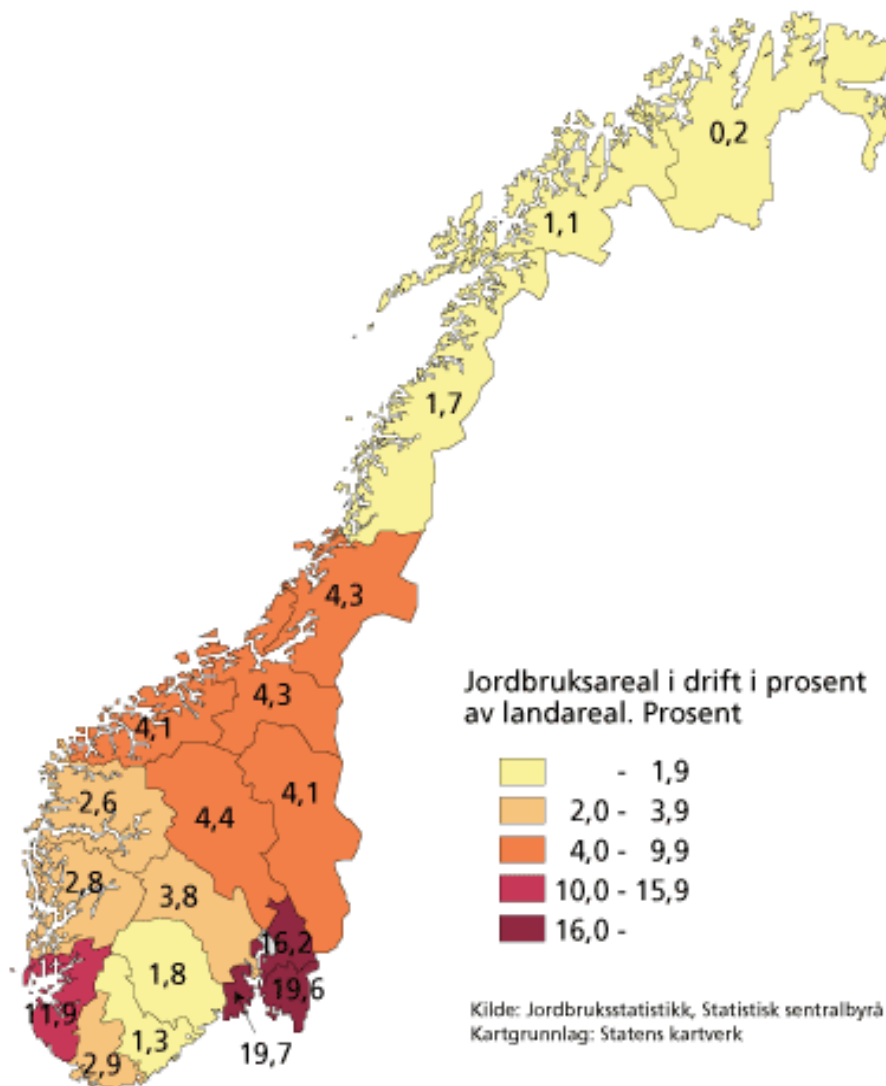 0,2
1,1
1,7
4,3
4,3
4,1
4,1
4,4
2,6
2,8
3,8
16,2
1,8
19,6
11,9
1,3
19,7
2,9
Jordbruksareal i drift i prosent
av landareal. Prosent
- 1,9
2,0 - 3,9
4,0 - 9,9
10,0 - 15,9
16,0 -
Kilde: Jordbruksstatistikk, Statistisk sentralbyrå
Kartgrunnlag: Statens kartverk